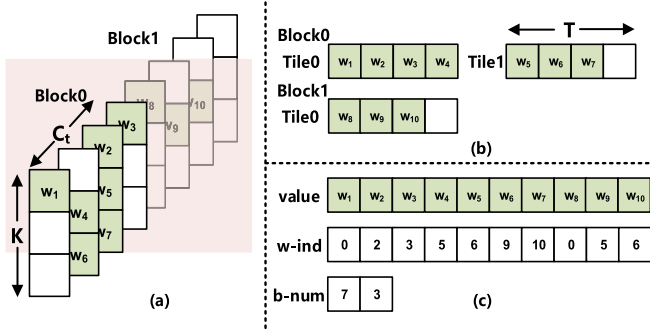 Block1
Block0
C_t
K
w₁
w₂
w₃
w₄
w₅
w₆
w₇
w₈
w₉
w₁₀
(a)
Block0
Tile0 w₁ w₂ w₃ w₄ Tile1 w₅ w₆ w₇
T
Block1
Tile0 w₈ w₉ w₁₀
(b)
value w₁ w₂ w₃ w₄ w₅ w₆ w₇ w₈ w₉ w₁₀
w-ind 0 2 3 5 6 9 10 0 5 6
b-num 7 3
(c)